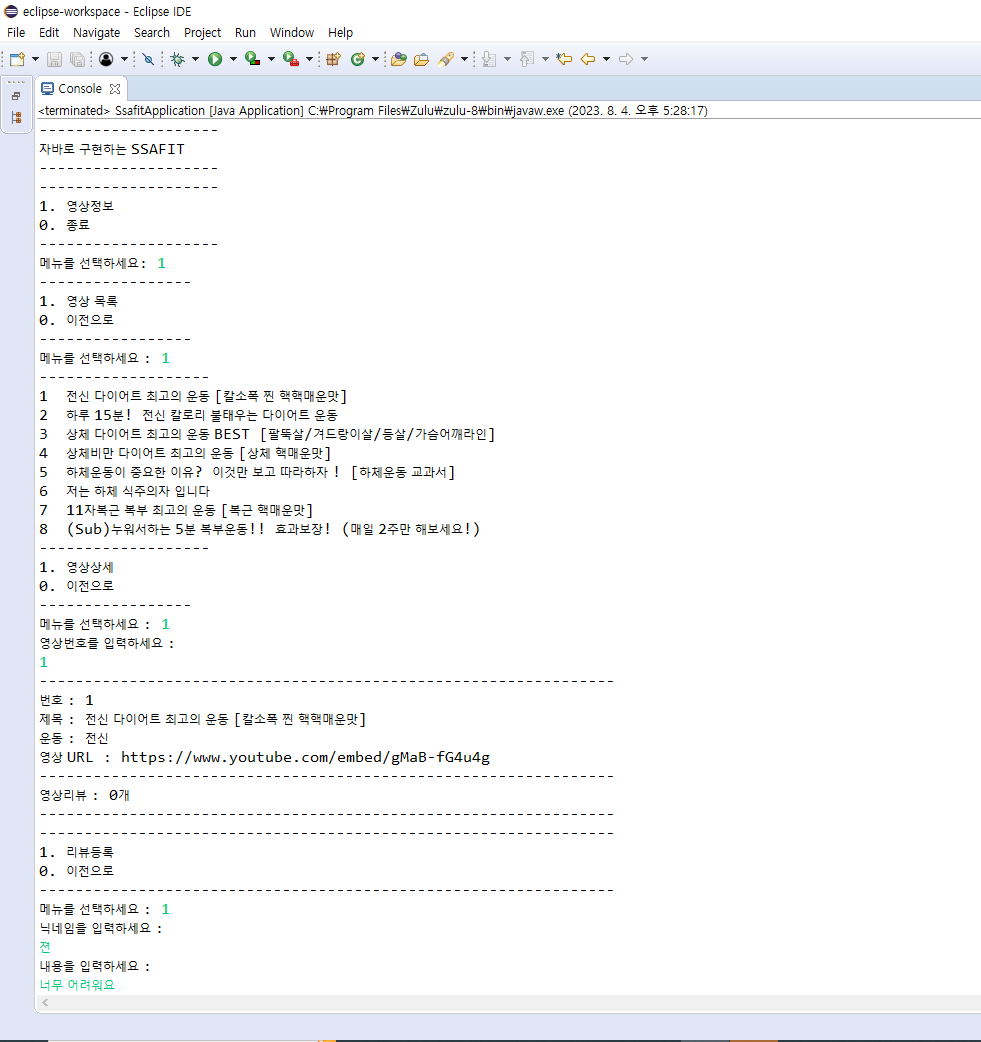 eclipse-workspace - Eclipse IDE
File Edit Navigate Search Project Run Window Help
Console
<terminated> SsafitApplication [Java Application] C:₩Program Files₩Zulu₩zulu-8₩bin₩javaw.exe (2023. 8. 4. 오후 5:28:17)
--------------------
자바로 구현하는 SSAFIT
--------------------
--------------------
1. 영상정보
0. 종료
--------------------
메뉴를 선택하세요: 1
-----------------
1. 영상 목록
0. 이전으로
-----------------
메뉴를 선택하세요 : 1
-------------------
1 전신 다이어트 최고의 운동 [칼소폭 찐 핵핵매운맛]
2 하루 15분! 전신 칼로리 불태우는 다이어트 운동
3 상체 다이어트 최고의 운동 BEST [팔뚝살/겨드랑이살/등살/가슴어깨라인]
4 상체비만 다이어트 최고의 운동 [상체 핵매운맛]
5 하체운동이 중요한 이유? 이것만 보고 따라하자 ! [하체운동 교과서]
6 저는 하체 식주의자 입니다
7 11자복근 복부 최고의 운동 [복근 핵매운맛]
8 (Sub)누워서하는 5분 복부운동!! 효과보장! (매일 2주만 해보세요!)
-------------------
1. 영상상세
0. 이전으로
-----------------
메뉴를 선택하세요 : 1
영상번호를 입력하세요 :
1
----------------------------------------------------------------
번호 : 1
제목 : 전신 다이어트 최고의 운동 [칼소폭 찐 핵핵매운맛]
운동 : 전신
영상 URL : https://www.youtube.com/embed/gMaB-fG4u4g
----------------------------------------------------------------
영상리뷰 : 0개
----------------------------------------------------------------
----------------------------------------------------------------
1. 리뷰등록
0. 이전으로
----------------------------------------------------------------
메뉴를 선택하세요 : 1
닉네임을 입력하세요 :
젼
내용을 입력하세요 :
너무 어려워요